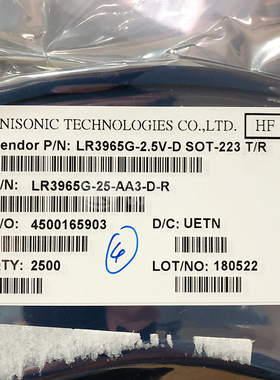 NISONIC TECHNOLOGIES CO.,LTD. HF
endor P/N: LR3965G-2.5V-D SOT-223 T/R
/N: LR3965G-25-AA3-D-R
/O: 4500165903 D/C: UETN
QTY: 2500 LOT/NO: 180522
4